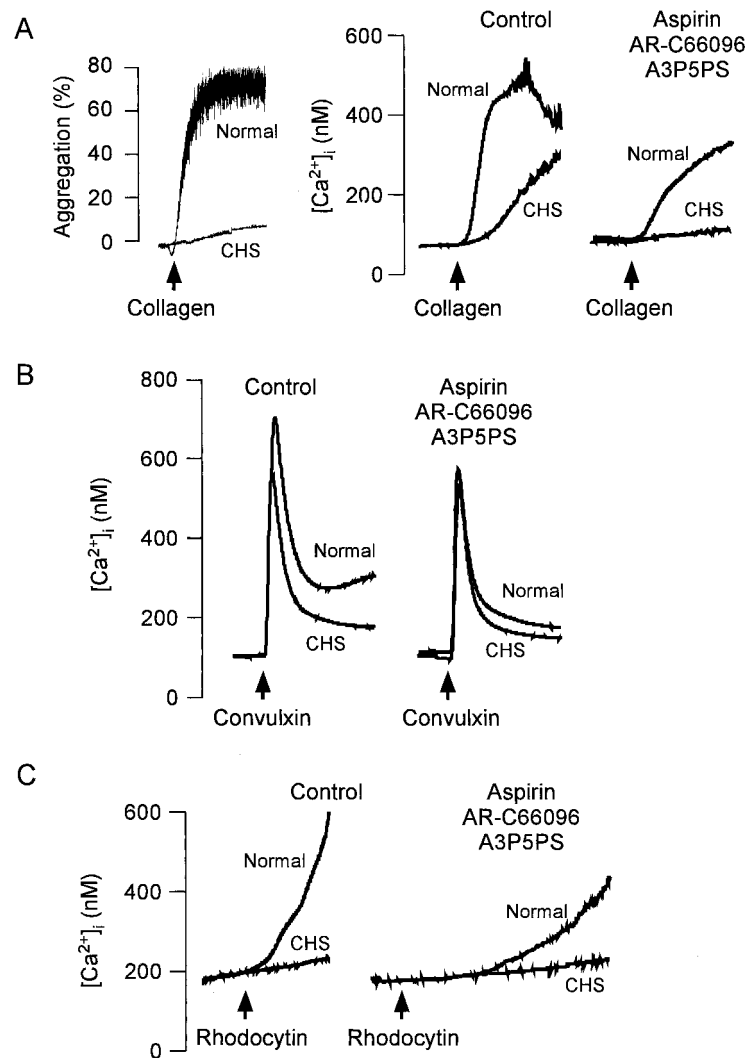 A
Aggregation (%)
80
60
40
20
0
Normal
CHS
Collagen
[Ca²⁺]ᵢ (nM)
600
400
200
0
Control
Normal
CHS
Collagen
Aspirin
AR-C66096
A3P5PS
Normal
CHS
Collagen
B
[Ca²⁺]ᵢ (nM)
800
600
400
200
0
Control
Normal
CHS
Convulxin
Aspirin
AR-C66096
A3P5PS
Normal
CHS
Convulxin
C
[Ca²⁺]ᵢ (nM)
600
400
200
0
Control
Normal
CHS
Rhodocytin
Aspirin
AR-C66096
A3P5PS
Normal
CHS
Rhodocytin